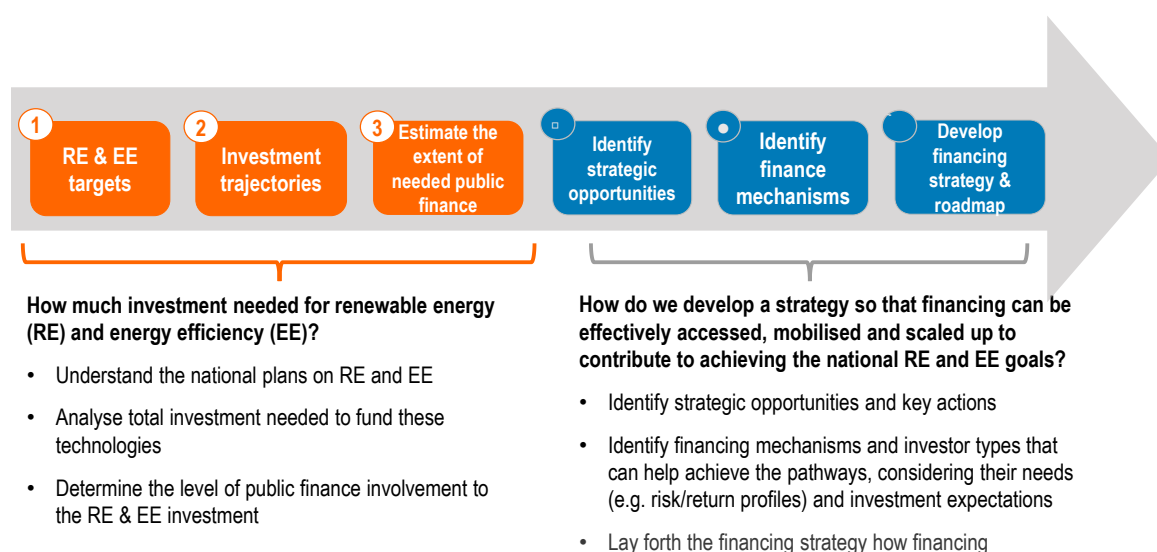 1
RE & EE
targets
2
Investment
trajectories
3
Estimate the
extent of
needed public
finance
Identify
strategic
opportunities
Identify
finance
mechanisms
Develop
financing
strategy &
roadmap
How much investment needed for renewable energy
(RE) and energy efficiency (EE)?
• Understand the national plans on RE and EE
• Analyse total investment needed to fund these
technologies
• Determine the level of public finance involvement to
the RE & EE investment
How do we develop a strategy so that financing can be
effectively accessed, mobilised and scaled up to
contribute to achieving the national RE and EE goals?
• Identify strategic opportunities and key actions
• Identify financing mechanisms and investor types that
can help achieve the pathways, considering their needs
(e.g. risk/return profiles) and investment expectations
• Lay forth the financing strategy how financing